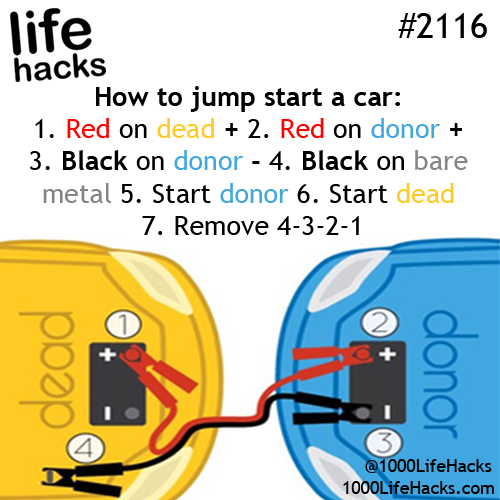 life
hacks
#2116
How to jump start a car:
1. Red on dead + 2. Red on donor +
3. Black on donor - 4. Black on bare
metal 5. Start donor 6. Start dead
7. Remove 4-3-2-1
dead
1
+
-
4
2
+
-
3
donor
@1000LifeHacks
1000LifeHacks.com